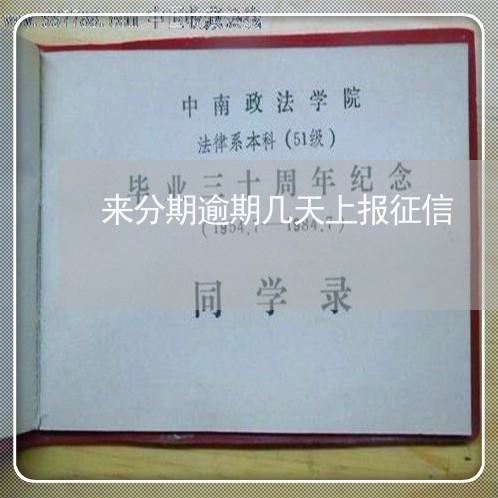 中南政法学院
法律系本科(51级)
毕业三十周年纪念
来分期逾期几天上报征信
(1954.7—1984.7)
同学录